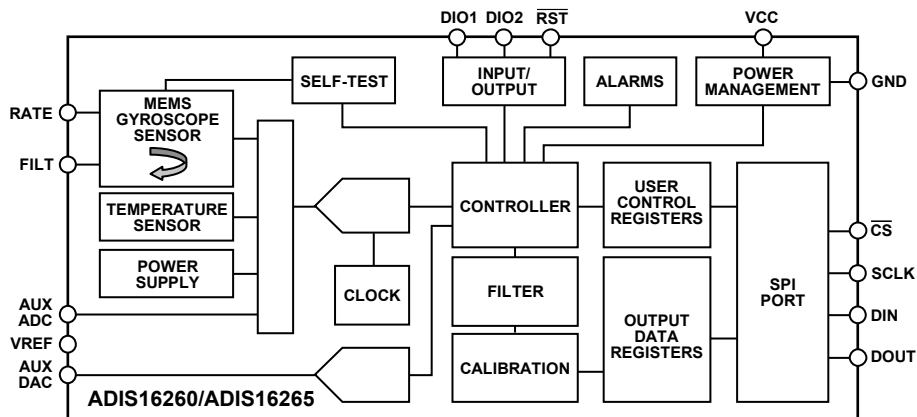 DIO1 DIO2 RST VCC
SELF-TEST
INPUT/
OUTPUT
ALARMS
POWER
MANAGEMENT
GND
RATE
FILT
MEMS
GYROSCOPE
SENSOR
TEMPERATURE
SENSOR
POWER
SUPPLY
CLOCK
CONTROLLER
FILTER
CALIBRATION
USER
CONTROL
REGISTERS
OUTPUT
DATA
REGISTERS
SPI
PORT
CS
SCLK
DIN
DOUT
AUX
ADC
VREF
AUX
DAC
ADIS16260/ADIS16265